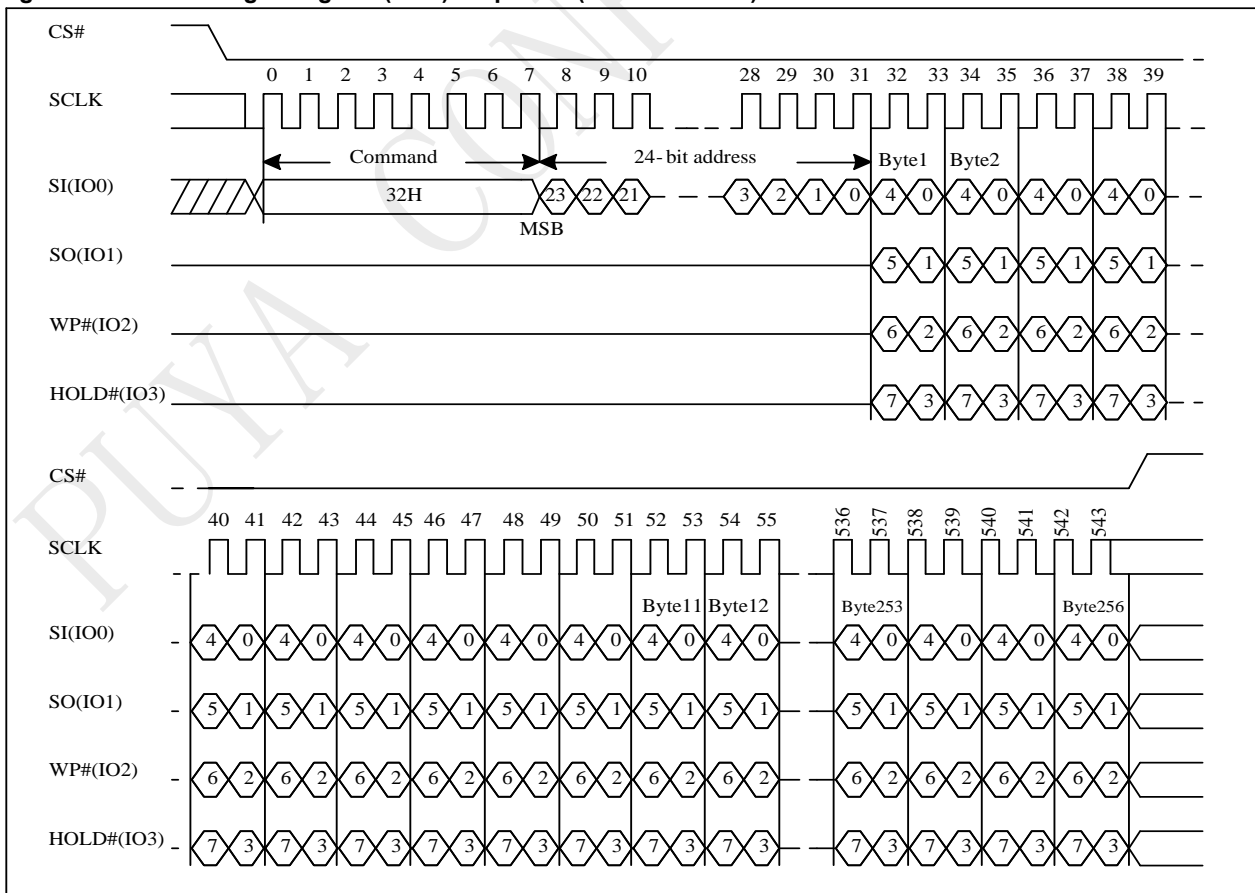 CS#
0 1 2 3 4 5 6 7 8 9 10 28 29 30 31 32 33 34 35 36 37 38 39
SCLK
Command 24-bit address Byte1 Byte2
SI(IO0) 32H 23 22 21 3 2 1 0 4 0 4 0 4 0 4 0
MSB
SO(IO1) 5 1 5 1 5 1 5 1
WP#(IO2) 6 2 6 2 6 2 6 2
HOLD#(IO3) 7 3 7 3 7 3 7 3
CS#
40 41 42 43 44 45 46 47 48 49 50 51 52 53 54 55 536 537 538 539 540 541 542 543
SCLK
Byte11 Byte12 Byte253 Byte256
SI(IO0) 4 0 4 0 4 0 4 0 4 0 4 0 4 0 4 0 4 0 4 0 4 0 4 0
SO(IO1) 5 1 5 1 5 1 5 1 5 1 5 1 5 1 5 1 5 1 5 1 5 1 5 1
WP#(IO2) 6 2 6 2 6 2 6 2 6 2 6 2 6 2 6 2 6 2 6 2 6 2 6 2
HOLD#(IO3) 7 3 7 3 7 3 7 3 7 3 7 3 7 3 7 3 7 3 7 3 7 3 7 3
PUYA CON